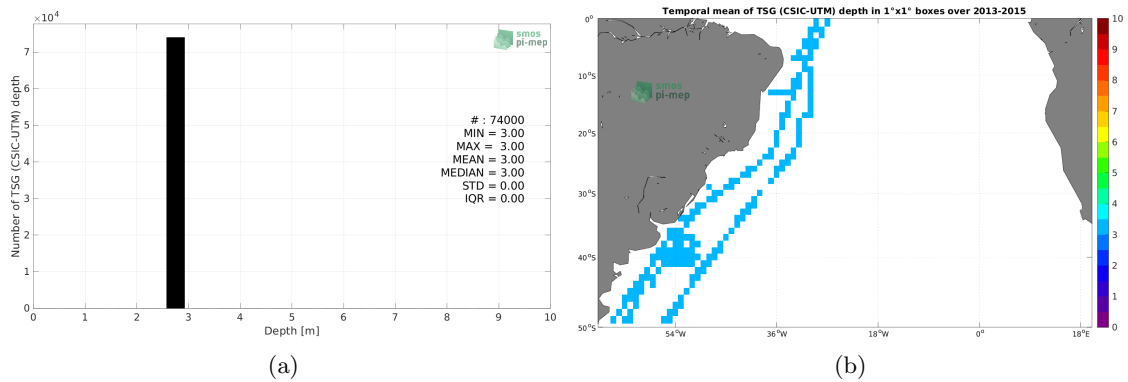 ×10⁴
7
6
5
4
3
2
1
0
Number of TSG (CSIC-UTM) depth
smos
pi-mep
# : 74000
MIN = 3.00
MAX = 3.00
MEAN = 3.00
MEDIAN = 3.00
STD = 0.00
IQR = 0.00
0 1 2 3 4 5 6 7 8 9 10
Depth [m]
(a)
Temporal mean of TSG (CSIC-UTM) depth in 1°x1° boxes over 2013-2015
0°
10°S
20°S
30°S
40°S
50°S
smos
pi-mep
54°W 36°W 18°W 0° 18°E
10
9
8
7
6
5
4
3
2
1
0
(b)